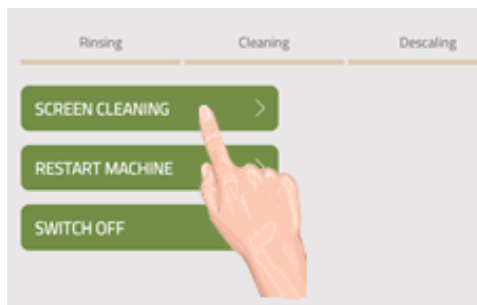 Rinsing Cleaning Descaling
SCREEN CLEANING
RESTART MACHINE
SWITCH OFF